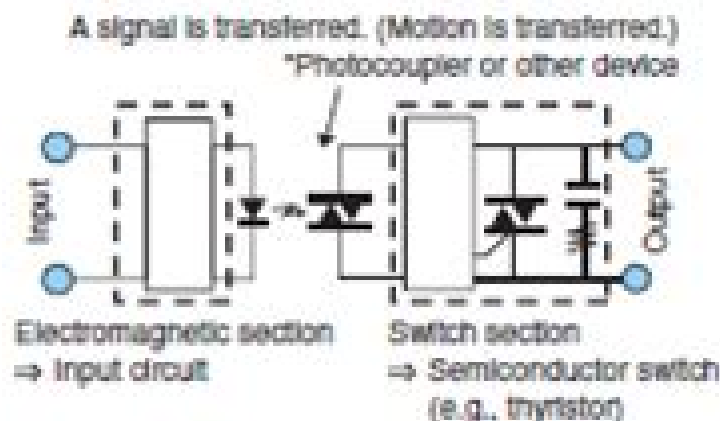 A signal is transferred. (Motion is transferred.)
*Photocoupler or other device
Input
Output
Electromagnetic section
⇒ Input circuit
Switch section
⇒ Semiconductor switch
(e.g., thyristor)